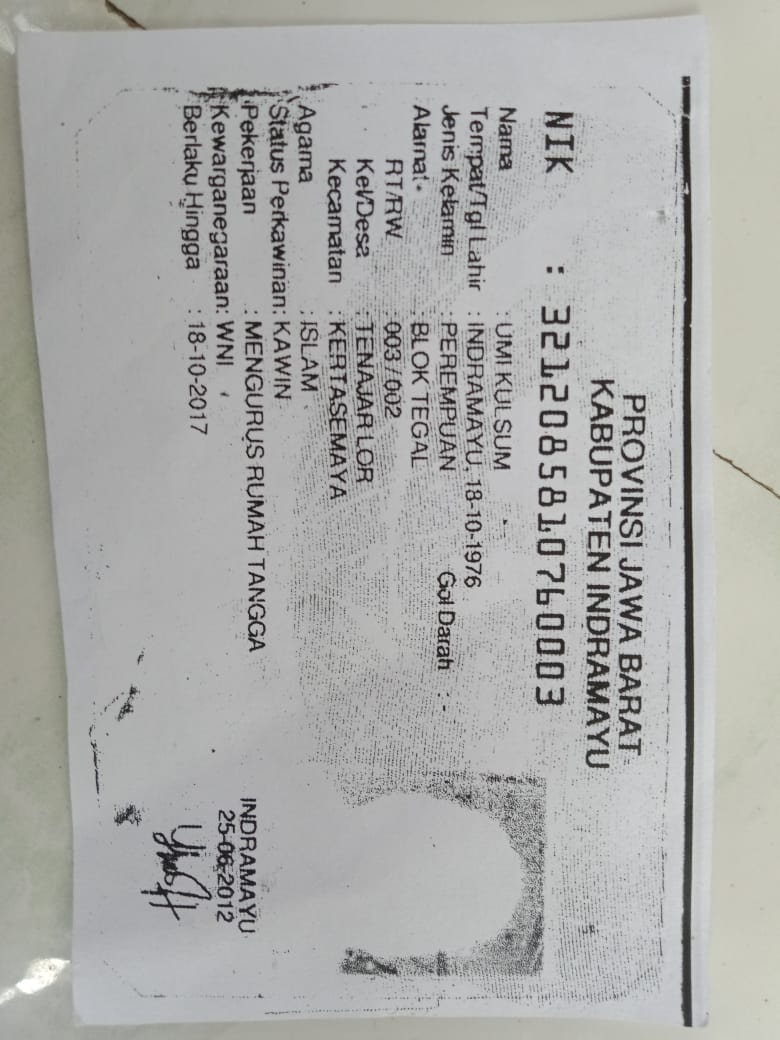 PROVINSI JAWA BARAT
KABUPATEN INDRAMAYU
NIK : 3212085810760003
Nama : UMI KULSUM
Tempat/Tgl Lahir : INDRAMAYU, 18-10-1976
Jenis Kelamin : PEREMPUAN Gol Darah : -
Alamat : BLOK TEGAL
RT/RW : 003 / 002
Kel/Desa : TENAJAR LOR
Kecamatan : KERTASEMAYA
Agama : ISLAM
Status Perkawinan: KAWIN
Pekerjaan : MENGURUS RUMAH TANGGA
Kewarganegaraan: WNI
Berlaku Hingga : 18-10-2017
INDRAMAYU
25-06-2012